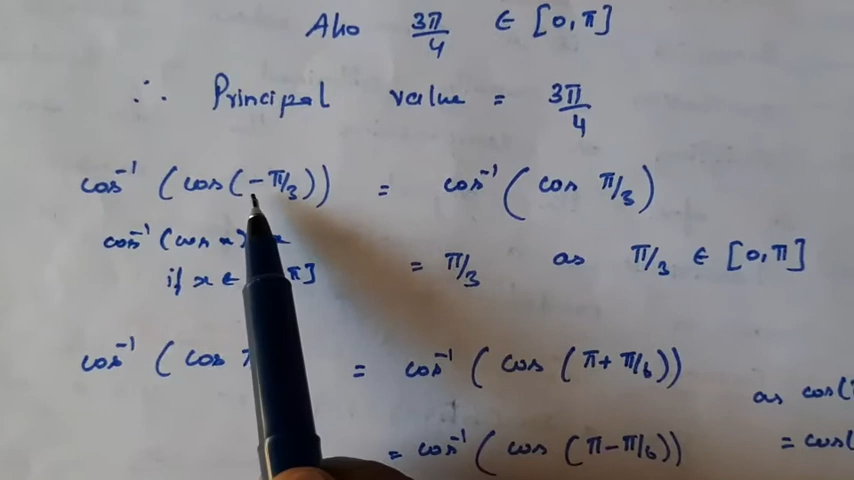 Also 3π/4 ∈ [0,π]
∴ Principal value = 3π/4
cos⁻¹ (cos(-π/3)) = cos⁻¹ (cos π/3)
cos⁻¹ (cos x) x
if x ∈ π] = π/3 as π/3 ∈ [0,π]
cos⁻¹ (cos = cos⁻¹ (cos (π+π/6))
as cos(
= cos⁻¹ (cos (π-π/6)) = cos(